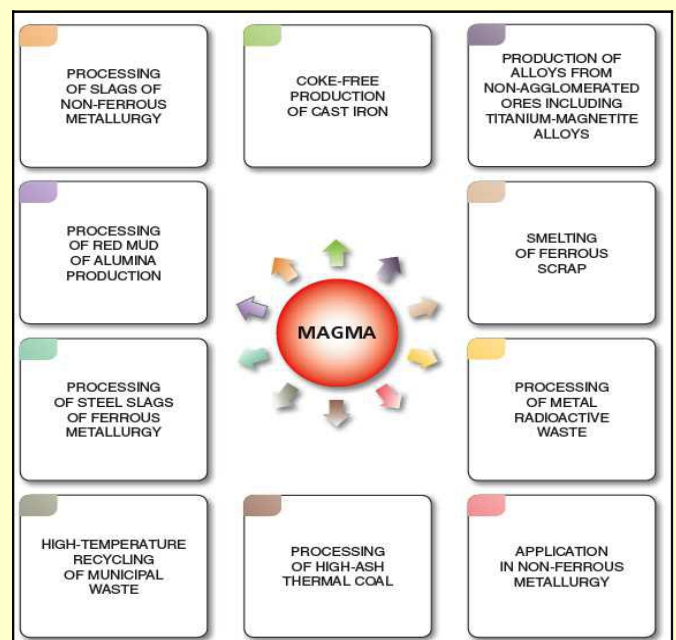 PROCESSING
OF SLAGS OF
NON-FERROUS
METALLURGY
COKE-FREE
PRODUCTION
OF CAST IRON
PRODUCTION OF
ALLOYS FROM
NON-AGGLOMERATED
ORES INCLUDING
TITANIUM-MAGNETITE
ALLOYS
PROCESSING
OF RED MUD
OF ALUMINA
PRODUCTION
SMELTING
OF FERROUS
SCRAP
MAGMA
PROCESSING
OF STEEL SLAGS
OF FERROUS
METALLURGY
PROCESSING
OF METAL
RADIOACTIVE
WASTE
HIGH-TEMPERATURE
RECYCLING
OF MUNICIPAL
WASTE
PROCESSING
OF HIGH-ASH
THERMAL COAL
APPLICATION
IN NON-FERROUS
METALLURGY